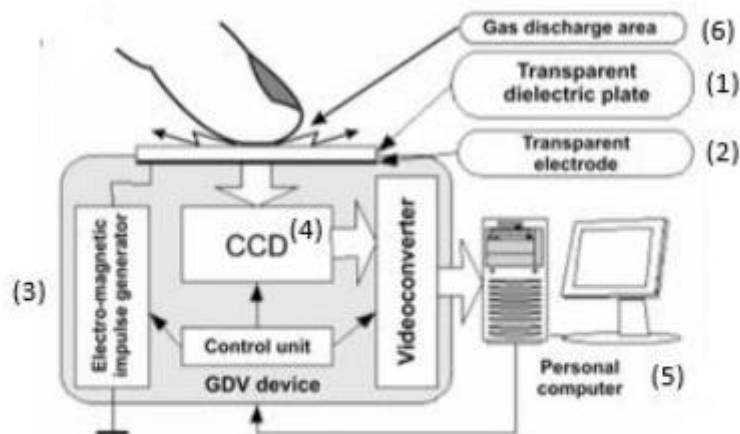 Gas discharge area
(6)
Transparent
dielectric plate
(1)
Transparent
electrode
(2)
Electro-magnetic
impulse generator
(3)
CCD
(4)
Videoconverter
Control unit
GDV device
Personal
computer
(5)